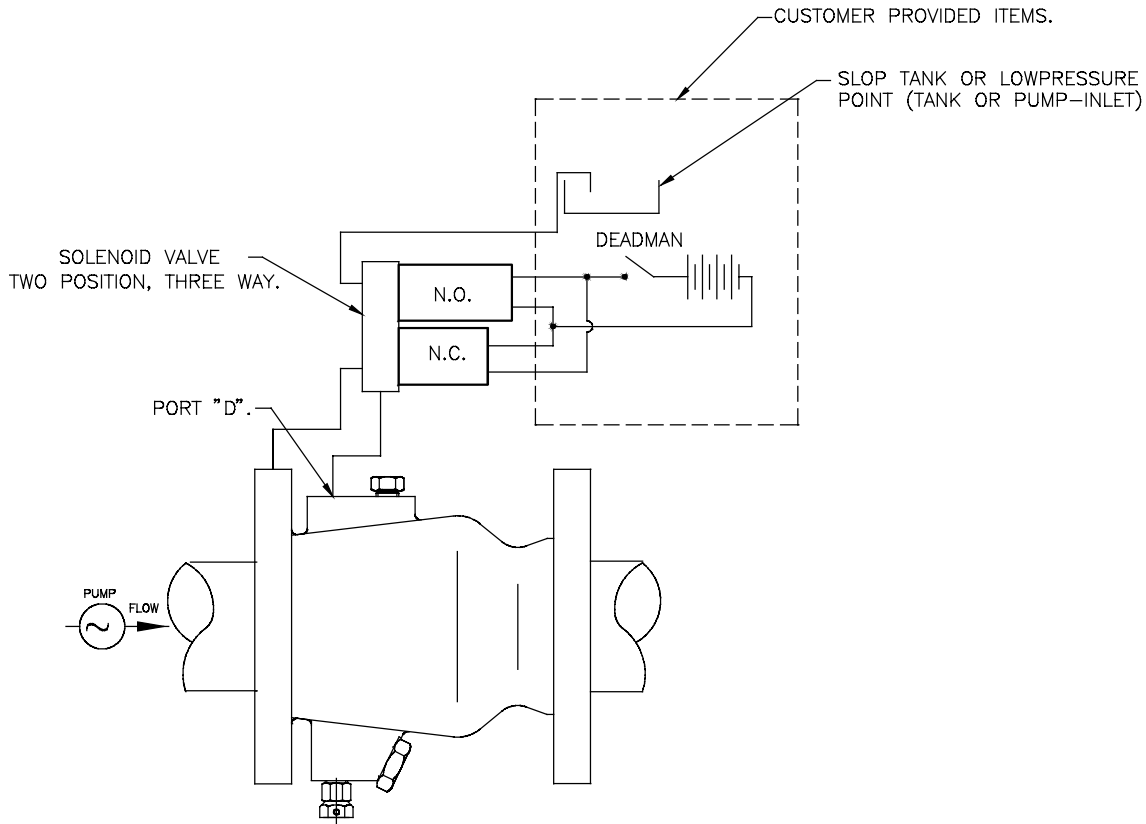 CUSTOMER PROVIDED ITEMS.
SLOP TANK OR LOWPRESSURE
POINT (TANK OR PUMP-INLET)
DEADMAN
SOLENOID VALVE
TWO POSITION, THREE WAY.
N.O.
N.C.
PORT "D".
PUMP
FLOW